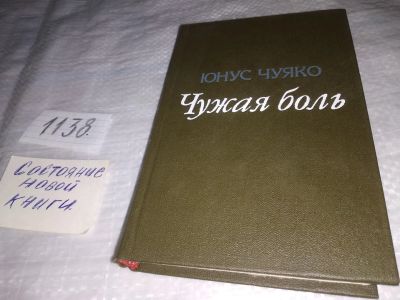 ЮНУС ЧУЯКО
Чужая боль
1138.
Состояние
новой
книги.